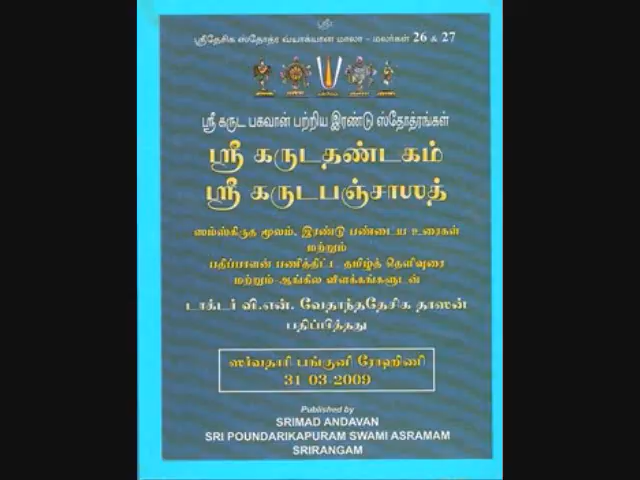 ஸ்ரீ:
ஸ்ரீதேசிக ஸ்தோத்ர வ்யாக்யான மாலா - மலர்கள் 26 & 27
ஸ்ரீ கருட பகவான் பற்றிய இரண்டு ஸ்தோத்ரங்கள்
ஸ்ரீ கருடதண்டகம்
ஸ்ரீ கருடபஞ்சாஶத்
ஸம்ஸ்கிருத மூலம், இரண்டு பண்டைய உரைகள்
மற்றும்
பதிப்பாளன் பணித்திட்ட தமிழ்த் தெளிவுரை
மற்றும் ஆங்கில விளக்கங்களுடன்
டாக்டர் வி.என். வேதாந்ததேசிக தாஸன்
பதிப்பித்தது
ஸர்வதாரி பங்குனி ரோஹிணி
31-03-2009
Published by
SRIMAD ANDAVAN
SRI POUNDARIKAPURAM SWAMI ASRAMAM
SRIRANGAM